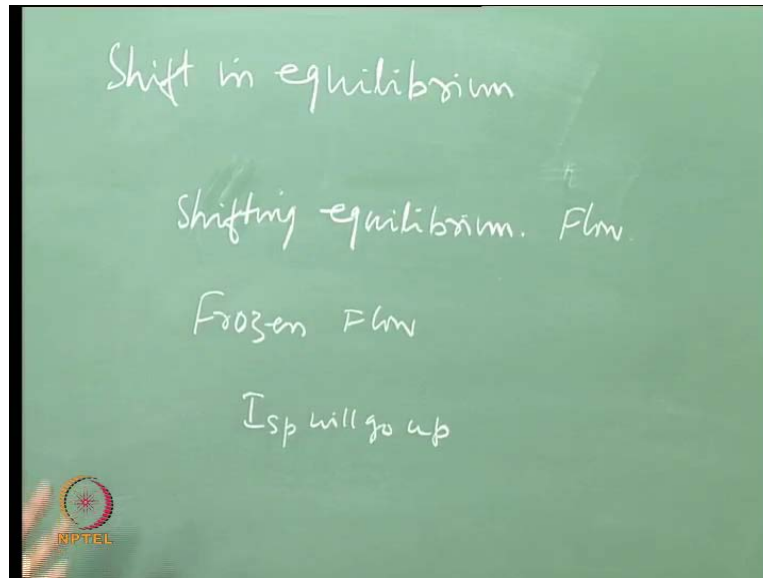 Shift in equilibrium
Shifting equilibrium. Flow.
Frozen Flow
Isp will go up
NPTEL